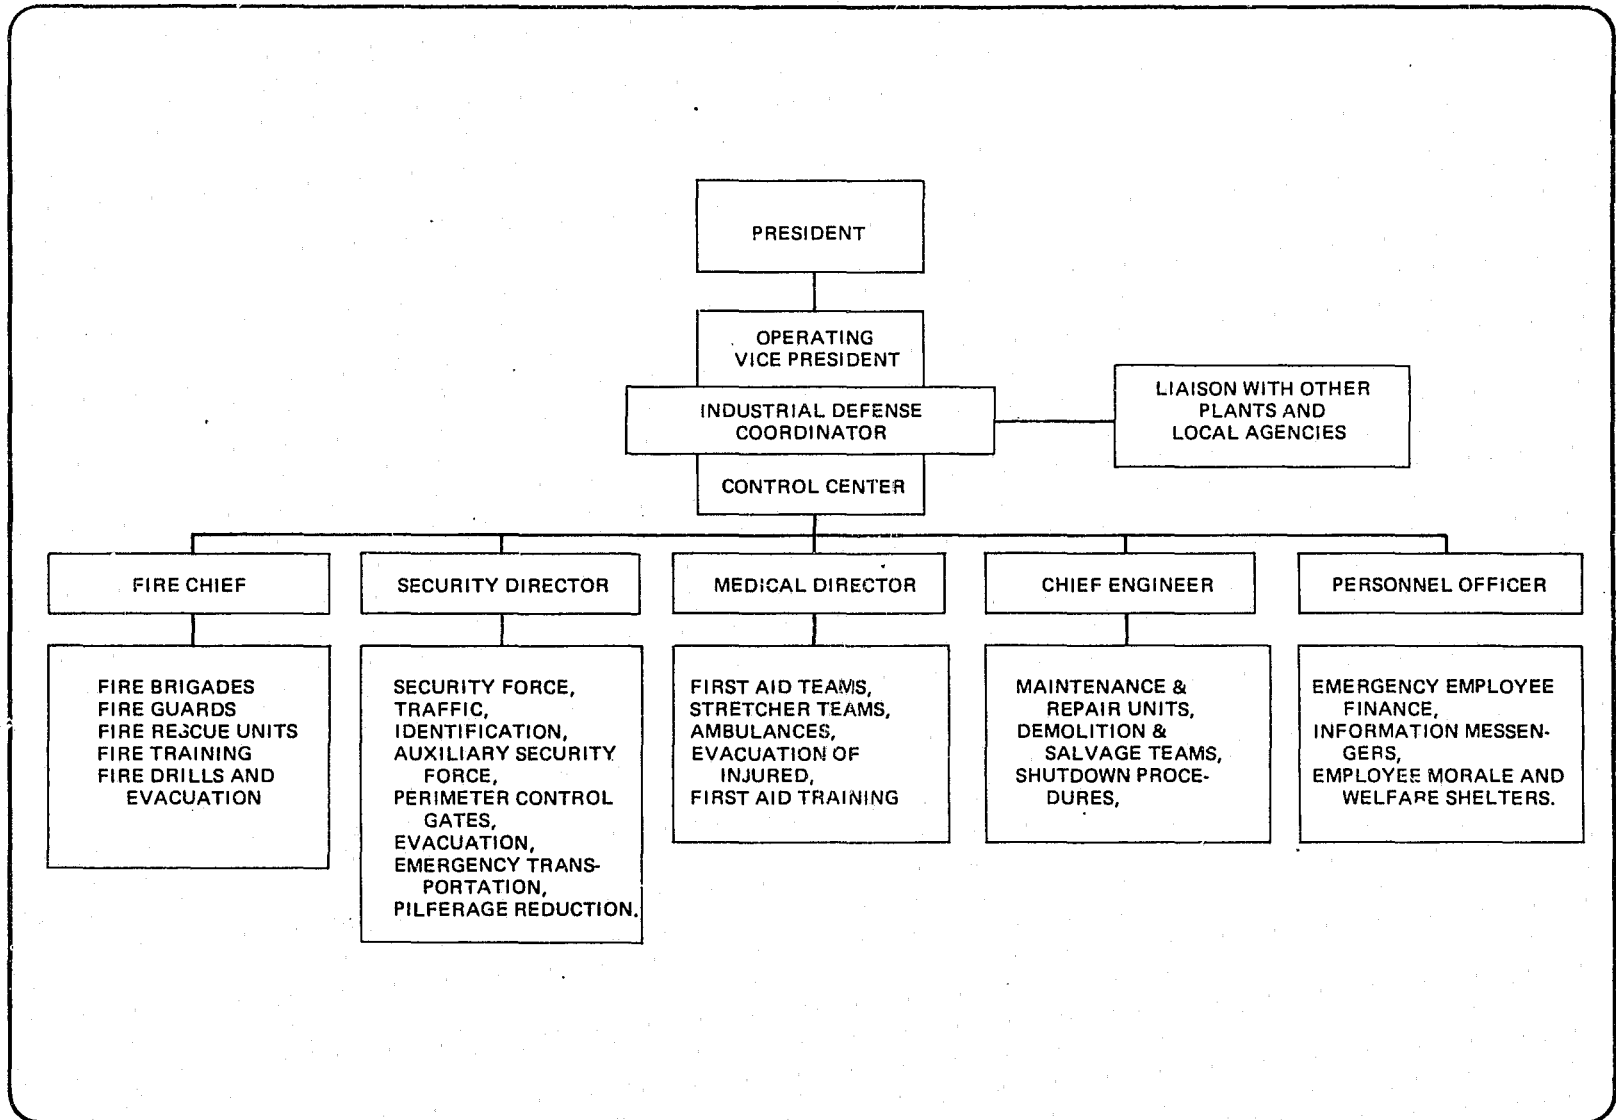 PRESIDENT
OPERATING
VICE PRESIDENT
INDUSTRIAL DEFENSE
COORDINATOR
LIAISON WITH OTHER
PLANTS AND
LOCAL AGENCIES
CONTROL CENTER
FIRE CHIEF
SECURITY DIRECTOR
MEDICAL DIRECTOR
CHIEF ENGINEER
PERSONNEL OFFICER
FIRE BRIGADES
FIRE GUARDS
FIRE RESCUE UNITS
FIRE TRAINING
FIRE DRILLS AND
EVACUATION
SECURITY FORCE,
TRAFFIC,
IDENTIFICATION,
AUXILIARY SECURITY
FORCE,
PERIMETER CONTROL
GATES,
EVACUATION,
EMERGENCY TRANS-
PORTATION,
PILFERAGE REDUCTION.
FIRST AID TEAMS,
STRETCHER TEAMS,
AMBULANCES,
EVACUATION OF
INJURED,
FIRST AID TRAINING
MAINTENANCE &
REPAIR UNITS,
DEMOLITION &
SALVAGE TEAMS,
SHUTDOWN PROCE-
DURES,
EMERGENCY EMPLOYEE
FINANCE,
INFORMATION MESSEN-
GERS,
EMPLOYEE MORALE AND
WELFARE SHELTERS.